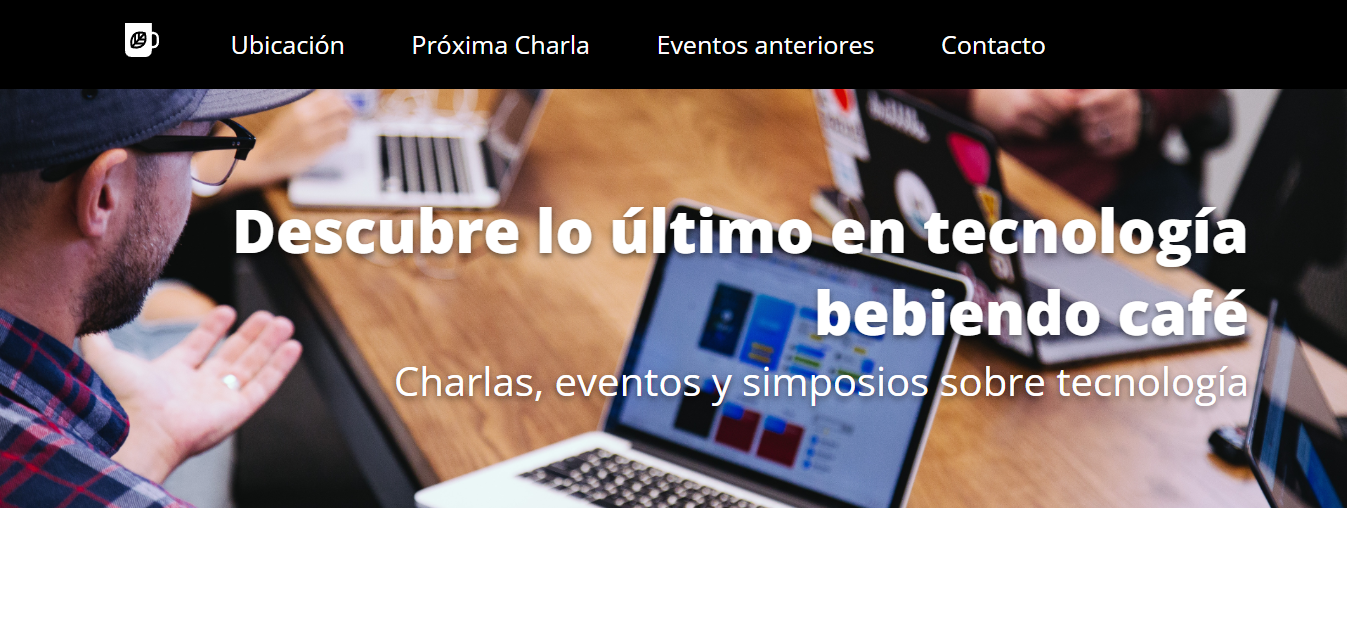 Ubicación Próxima Charla Eventos anteriores Contacto
Descubre lo último en tecnología
bebiendo café
Charlas, eventos y simposios sobre tecnología